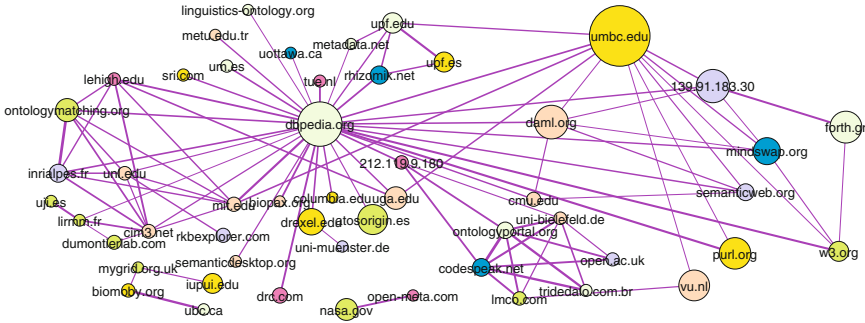 linguistics-ontology.org
metu.edu.tr
upf.edu
umbc.edu
metadata.net
uottawa.ca
um.es
upf.es
lehigh.edu
sri.com
tue.nl
rhizomik.net
139.91.183.30
ontologymatching.org
dbpedia.org
daml.org
forth.gr
mindswap.org
212.119.9.180
inrialpes.fr
unl.edu
semanticweb.org
uji.es
mit.edu
biopax.org
columbia.edu
uga.edu
cmu.edu
lirmm.fr
drexel.edu
atosorigin.es
uni-bielefeld.de
cim3.net
rkbexplorer.com
ontologyportal.org
dumontierlab.com
uni-muenster.de
purl.org
w3.org
semanticdesktop.org
codespeak.net
open.ac.uk
mygrid.org.uk
iupui.edu
vu.nl
biomoby.org
drc.com
open-meta.com
lmco.com
tridedalo.com.br
ubc.ca
nasa.gov